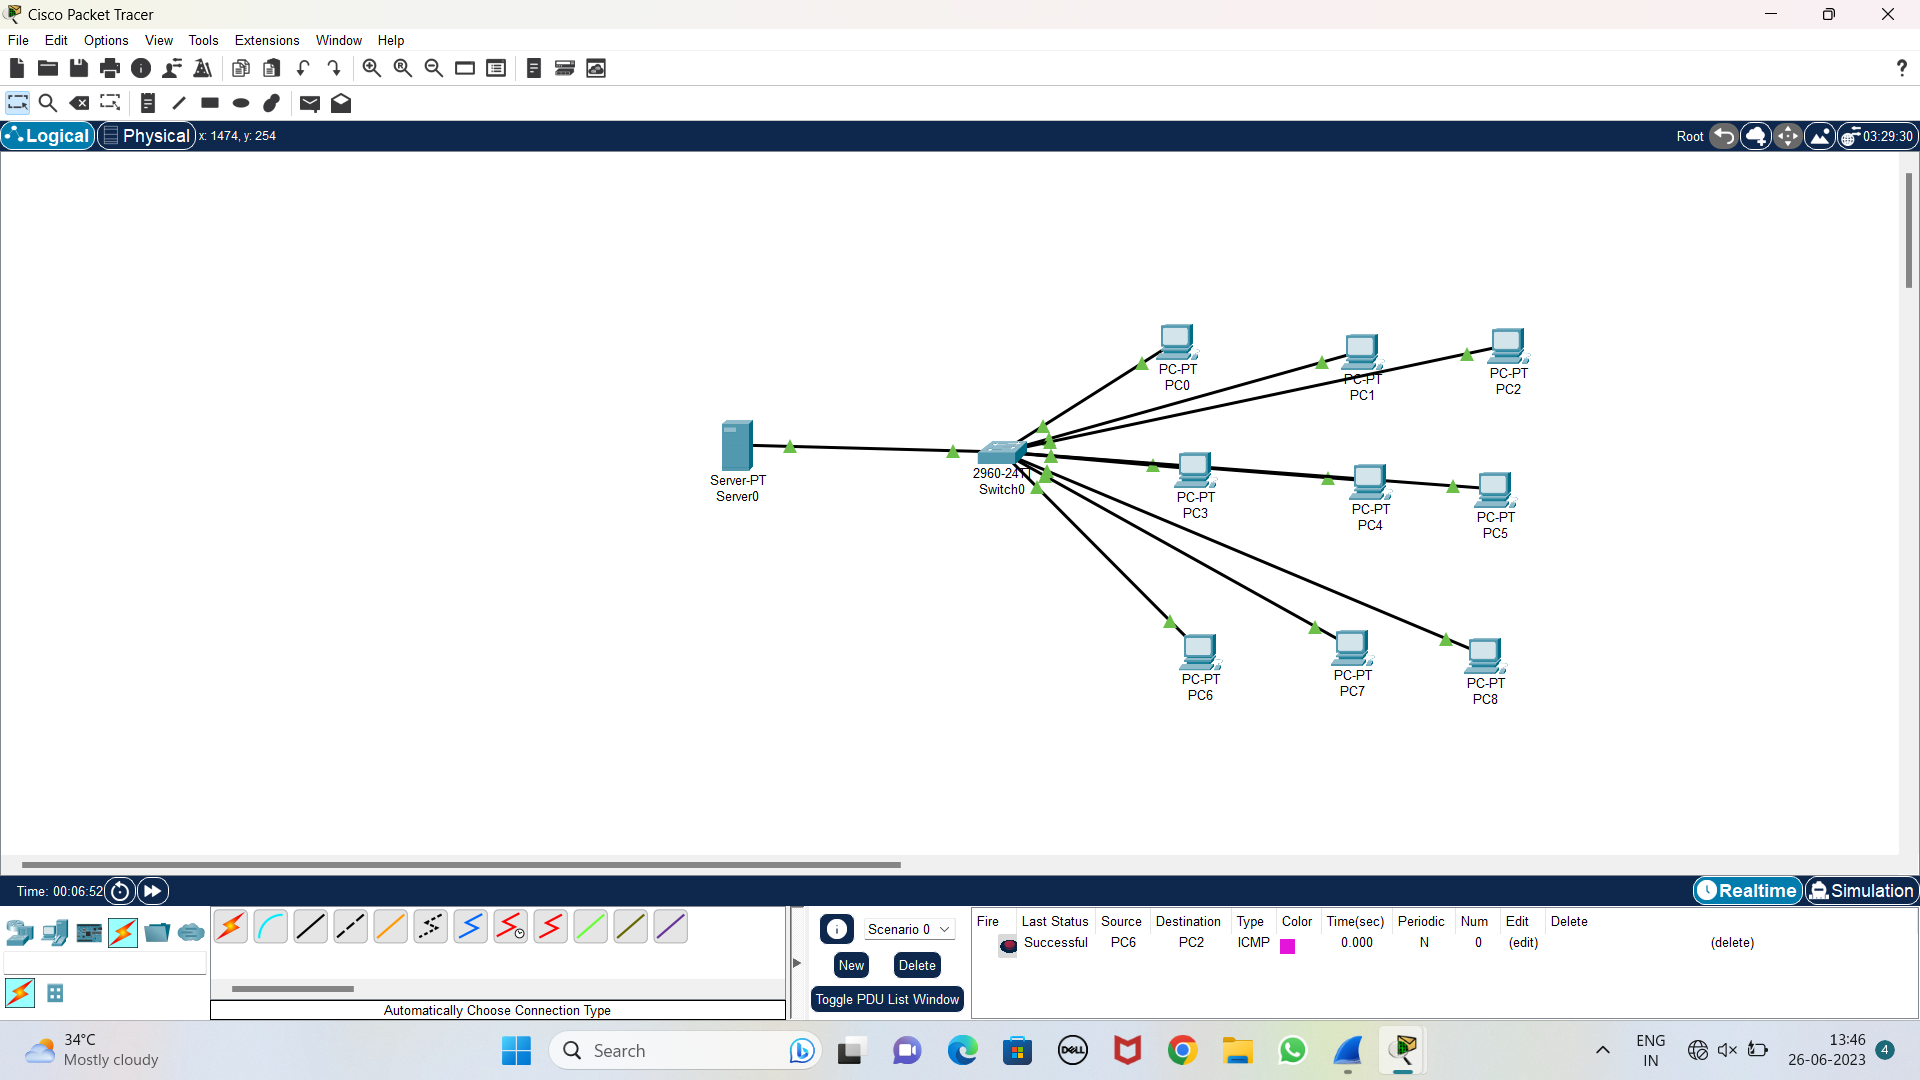 Cisco Packet Tracer
File Edit Options View Tools Extensions Window Help
?
Logical Physical x: 1474, y: 254 Root 03:29:30
PC-PT
PC0
PC-PT
PC1
PC-PT
PC2
Server-PT
Server0
2960-24TT
Switch0
PC-PT
PC3
PC-PT
PC4
PC-PT
PC5
PC-PT
PC6
PC-PT
PC7
PC-PT
PC8
Time: 00:06:52 Realtime Simulation
Scenario 0
New Delete
Toggle PDU List Window
Automatically Choose Connection Type
Fire Last Status Source Destination Type Color Time(sec) Periodic Num Edit Delete
Successful PC6 PC2 ICMP 0.000 N 0 (edit) (delete)
34°C
Mostly cloudy
Search
DELL
ENG
IN
13:46
26-06-2023
4